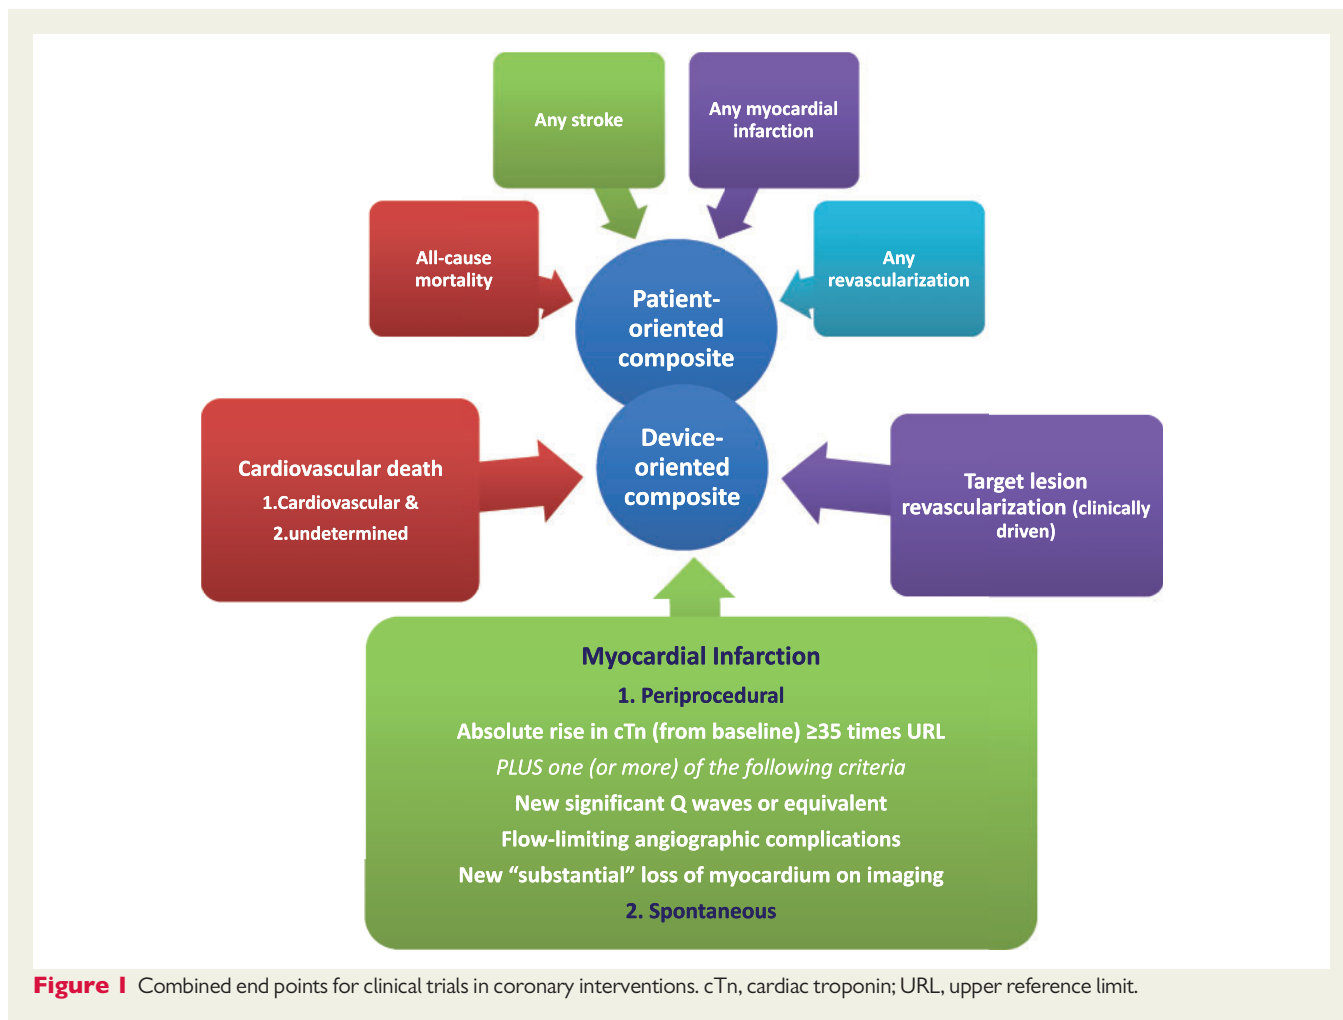 Any stroke
Any myocardial
infarction
All-cause
mortality
Any
revascularization
Patient-
oriented
composite
Device-
oriented
composite
Cardiovascular death
1.Cardiovascular &
2.undetermined
Target lesion
revascularization (clinically
driven)
Myocardial Infarction
1. Periprocedural
Absolute rise in cTn (from baseline) ≥35 times URL
PLUS one (or more) of the following criteria
New significant Q waves or equivalent
Flow-limiting angiographic complications
New “substantial” loss of myocardium on imaging
2. Spontaneous
Figure 1 Combined end points for clinical trials in coronary interventions. cTn, cardiac troponin; URL, upper reference limit.